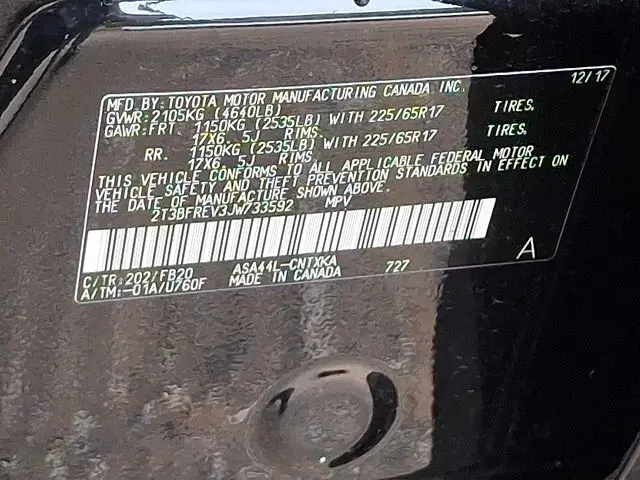 12/17
MFD. BY: TOYOTA MOTOR MANUFACTURING CANADA INC.
GVWR: 2105KG (4640LB)
GAWR: FRT. 1150KG (2535LB) WITH 225/65R17 TIRES,
17X6.5J RIMS.
RR. 1150KG (2535LB) WITH 225/65R17 TIRES,
17X6.5J RIMS.
THIS VEHICLE CONFORMS TO ALL APPLICABLE FEDERAL MOTOR
VEHICLE SAFETY AND THEFT PREVENTION STANDARDS IN EFFECT ON
THE DATE OF MANUFACTURE SHOWN ABOVE.
2T3BFREV3JW733592 MPV
C/TR: 202/FB20 ASA44L-CNTXKA 727 A
A/TM: -01A/U760F MADE IN CANADA